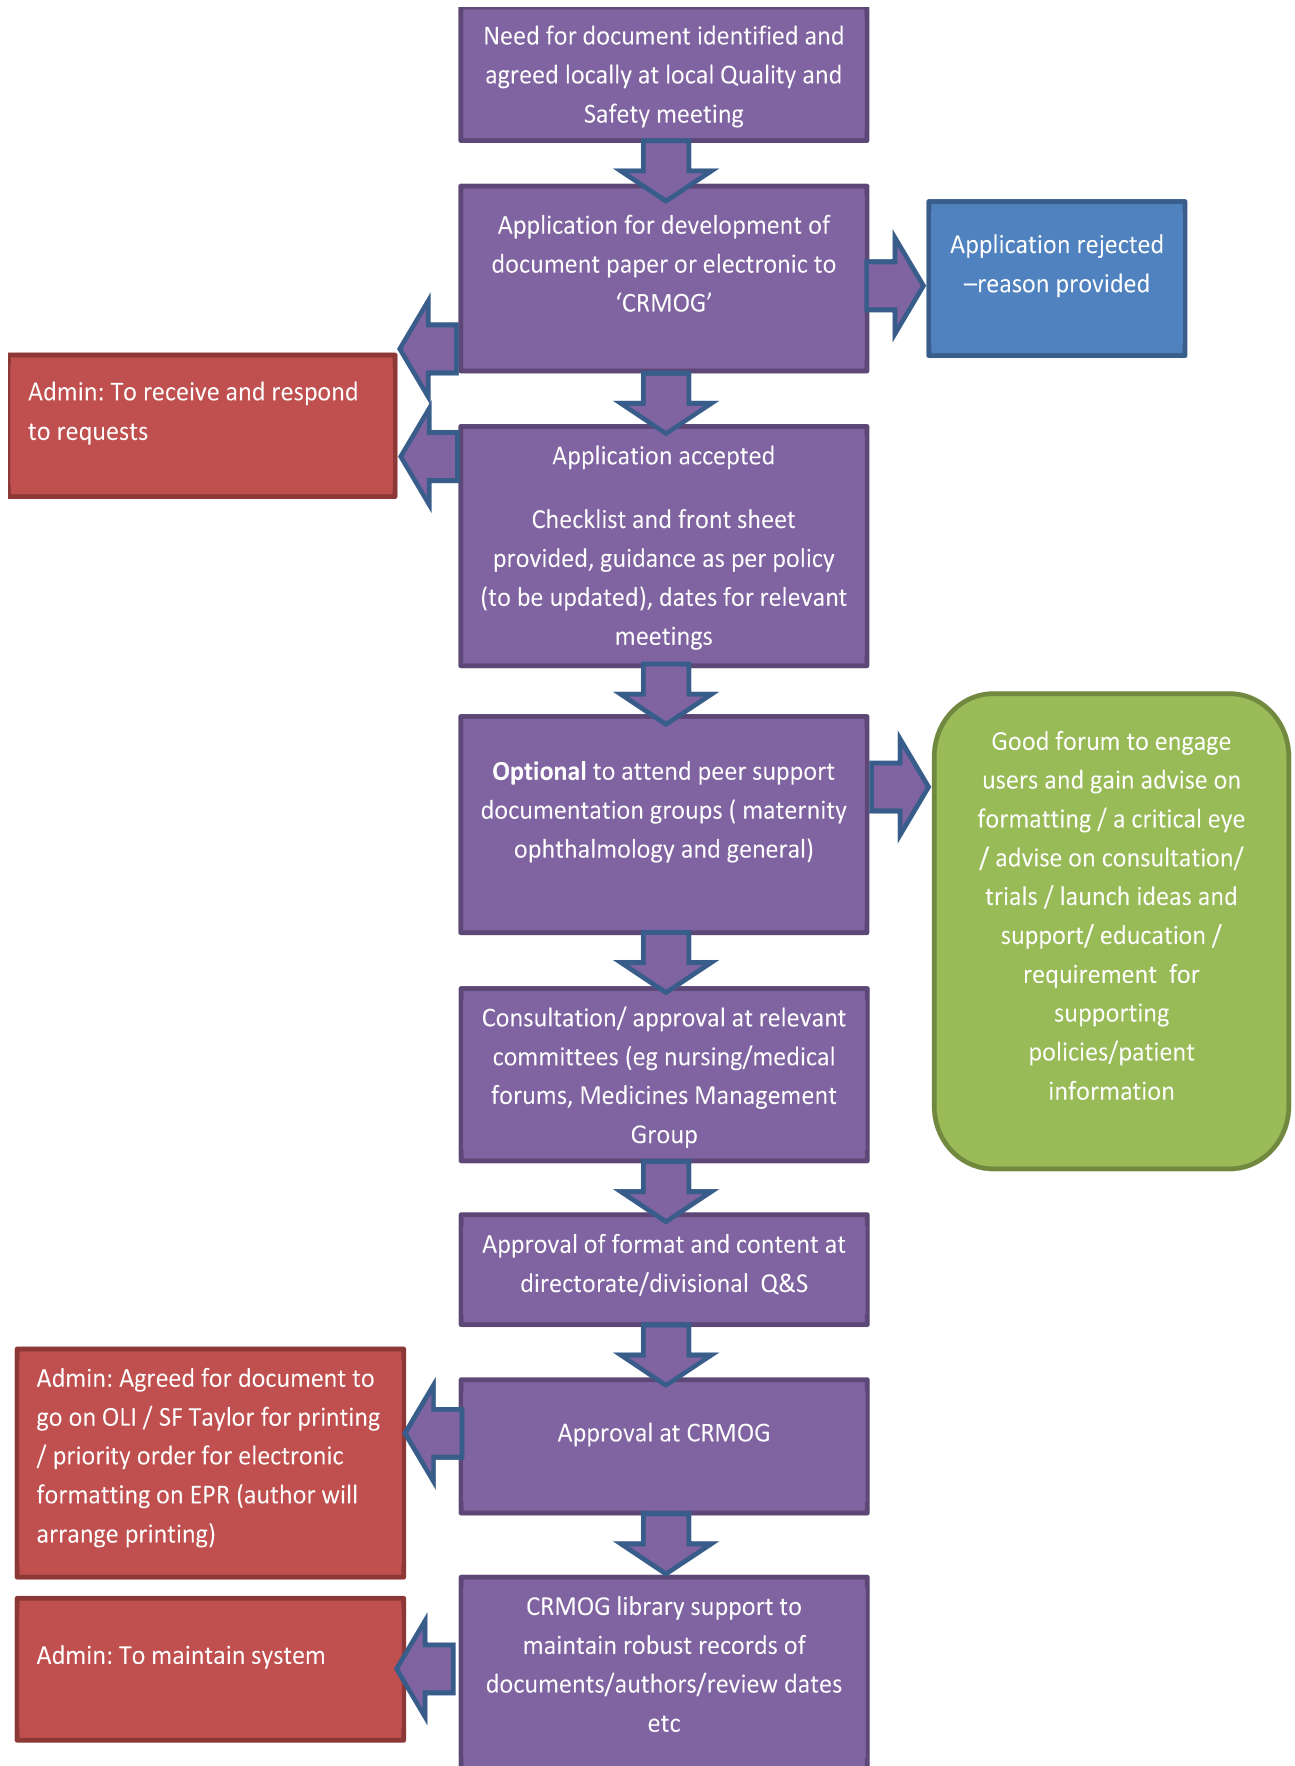 Need for document identified and
agreed locally at local Quality and
Safety meeting
Application for development of
document paper or electronic to
‘CRMOG’
Application rejected
–reason provided
Admin: To receive and respond
to requests
Application accepted
Checklist and front sheet
provided, guidance as per policy
(to be updated), dates for relevant
meetings
Optional to attend peer support
documentation groups ( maternity
ophthalmology and general)
Good forum to engage
users and gain advise on
formatting / a critical eye
/ advise on consultation/
trials / launch ideas and
support/ education /
requirement  for
supporting
policies/patient
information
Consultation/ approval at relevant
committees (eg nursing/medical
forums, Medicines Management
Group
Approval of format and content at
directorate/divisional  Q&S
Approval at CRMOG
Admin: Agreed for document to
go on OLI / SF Taylor for printing
/ priority order for electronic
formatting on EPR (author will
arrange printing)
CRMOG library support to
maintain robust records of
documents/authors/review dates
etc
Admin: To maintain system